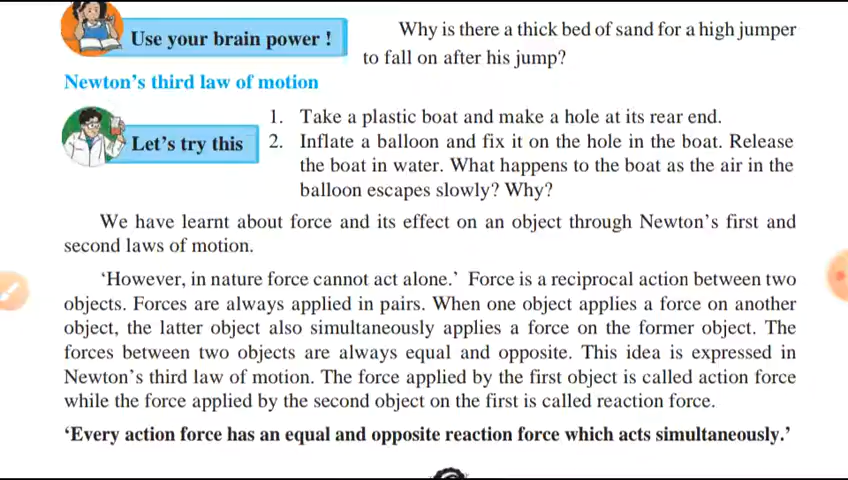 Use your brain power !
Why is there a thick bed of sand for a high jumper
to fall on after his jump?
Newton's third law of motion
Let's try this
1. Take a plastic boat and make a hole at its rear end.
2. Inflate a balloon and fix it on the hole in the boat. Release
the boat in water. What happens to the boat as the air in the
balloon escapes slowly? Why?
We have learnt about force and its effect on an object through Newton's first and
second laws of motion.
'However, in nature force cannot act alone.' Force is a reciprocal action between two
objects. Forces are always applied in pairs. When one object applies a force on another
object, the latter object also simultaneously applies a force on the former object. The
forces between two objects are always equal and opposite. This idea is expressed in
Newton's third law of motion. The force applied by the first object is called action force
while the force applied by the second object on the first is called reaction force.
'Every action force has an equal and opposite reaction force which acts simultaneously.'